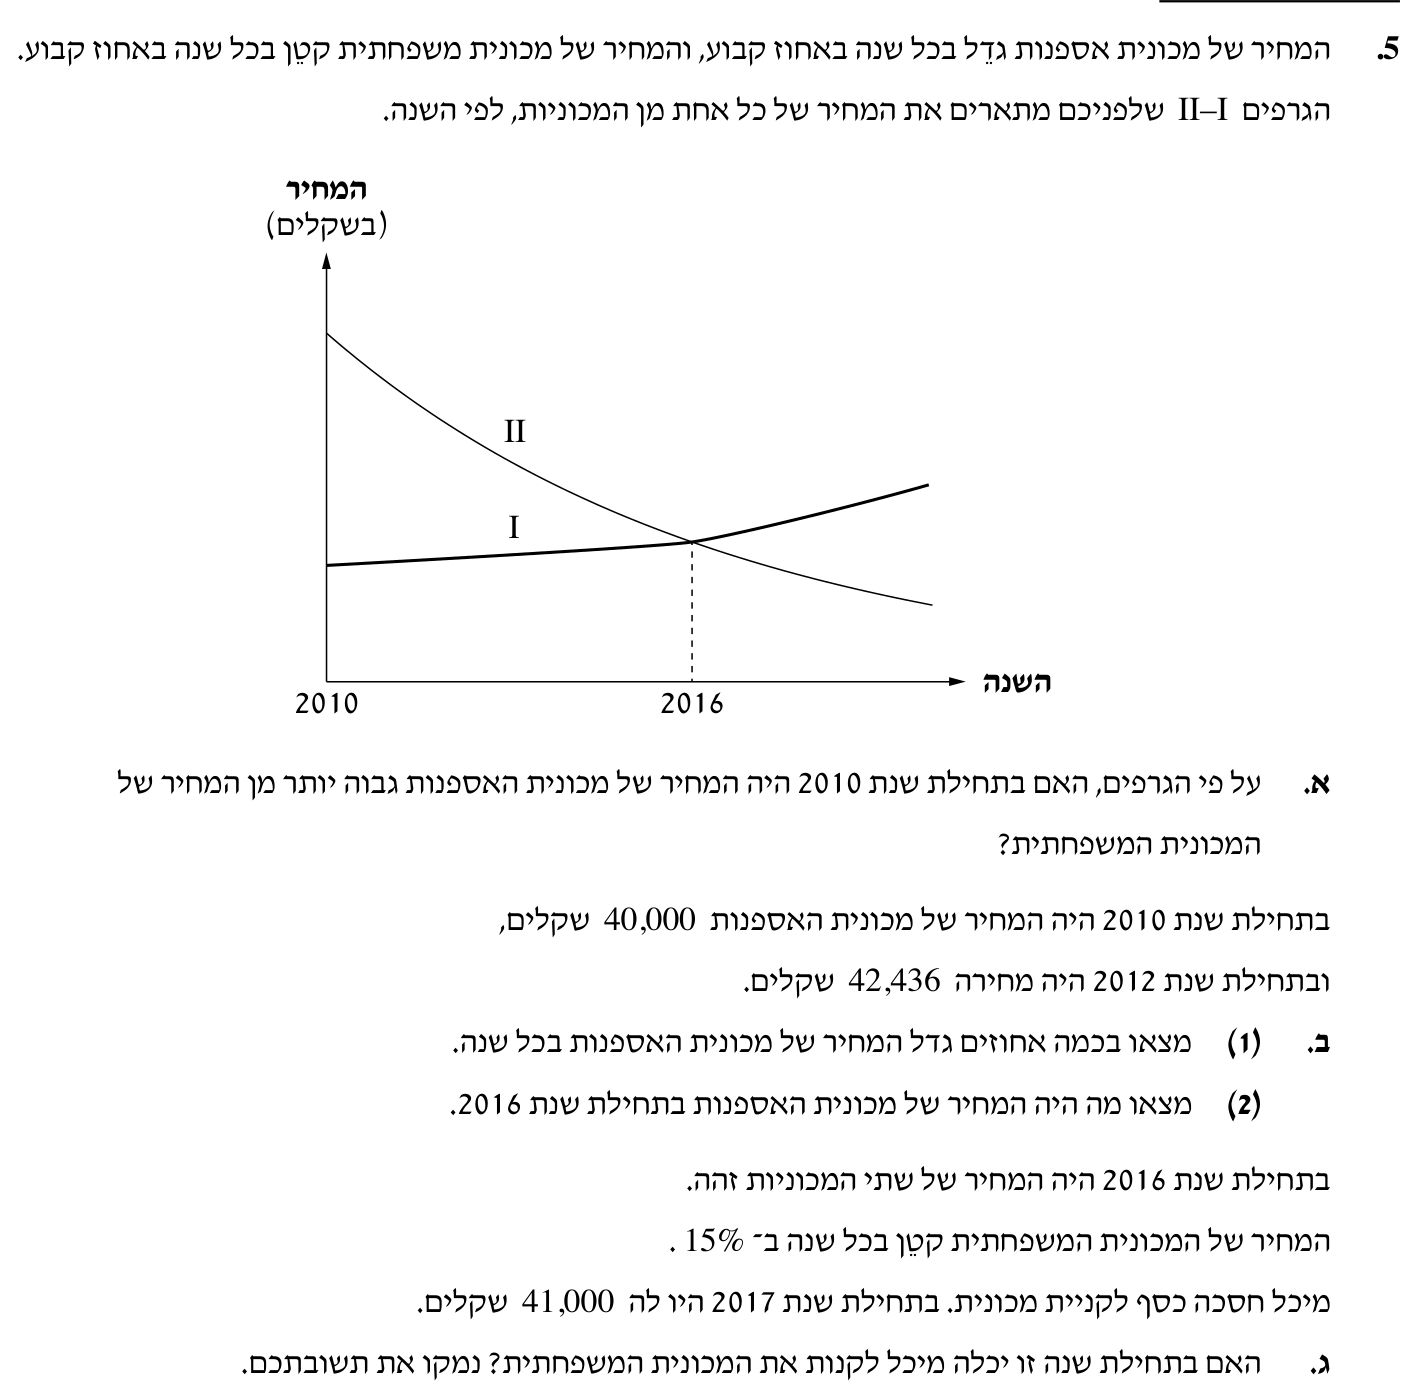 5. המחיר של מכונית אספנות גדֵל בכל שנה באחוז קבוע, והמחיר של מכונית משפחתית קטֵן בכל שנה באחוז קבוע.
הגרפים I–II שלפניכם מתארים את המחיר של כל אחת מן המכוניות, לפי השנה.
המחיר
(בשקלים)
II
I
השנה
2010 2016
א. על פי הגרפים, האם בתחילת שנת 2010 היה המחיר של מכונית האספנות גבוה יותר מן המחיר של
המכונית המשפחתית?
בתחילת שנת 2010 היה המחיר של מכונית האספנות 40,000 שקלים,
ובתחילת שנת 2012 היה מחירה 42,436 שקלים.
ב. (1) מצאו בכמה אחוזים גדל המחיר של מכונית האספנות בכל שנה.
(2) מצאו מה היה המחיר של מכונית האספנות בתחילת שנת 2016.
בתחילת שנת 2016 היה המחיר של שתי המכוניות זהה.
המחיר של המכונית המשפחתית קטֵן בכל שנה ב־ 15% .
מיכל חסכה כסף לקניית מכונית. בתחילת שנת 2017 היו לה 41,000 שקלים.
ג. האם בתחילת שנה זו יכלה מיכל לקנות את המכונית המשפחתית? נמקו את תשובתכם.